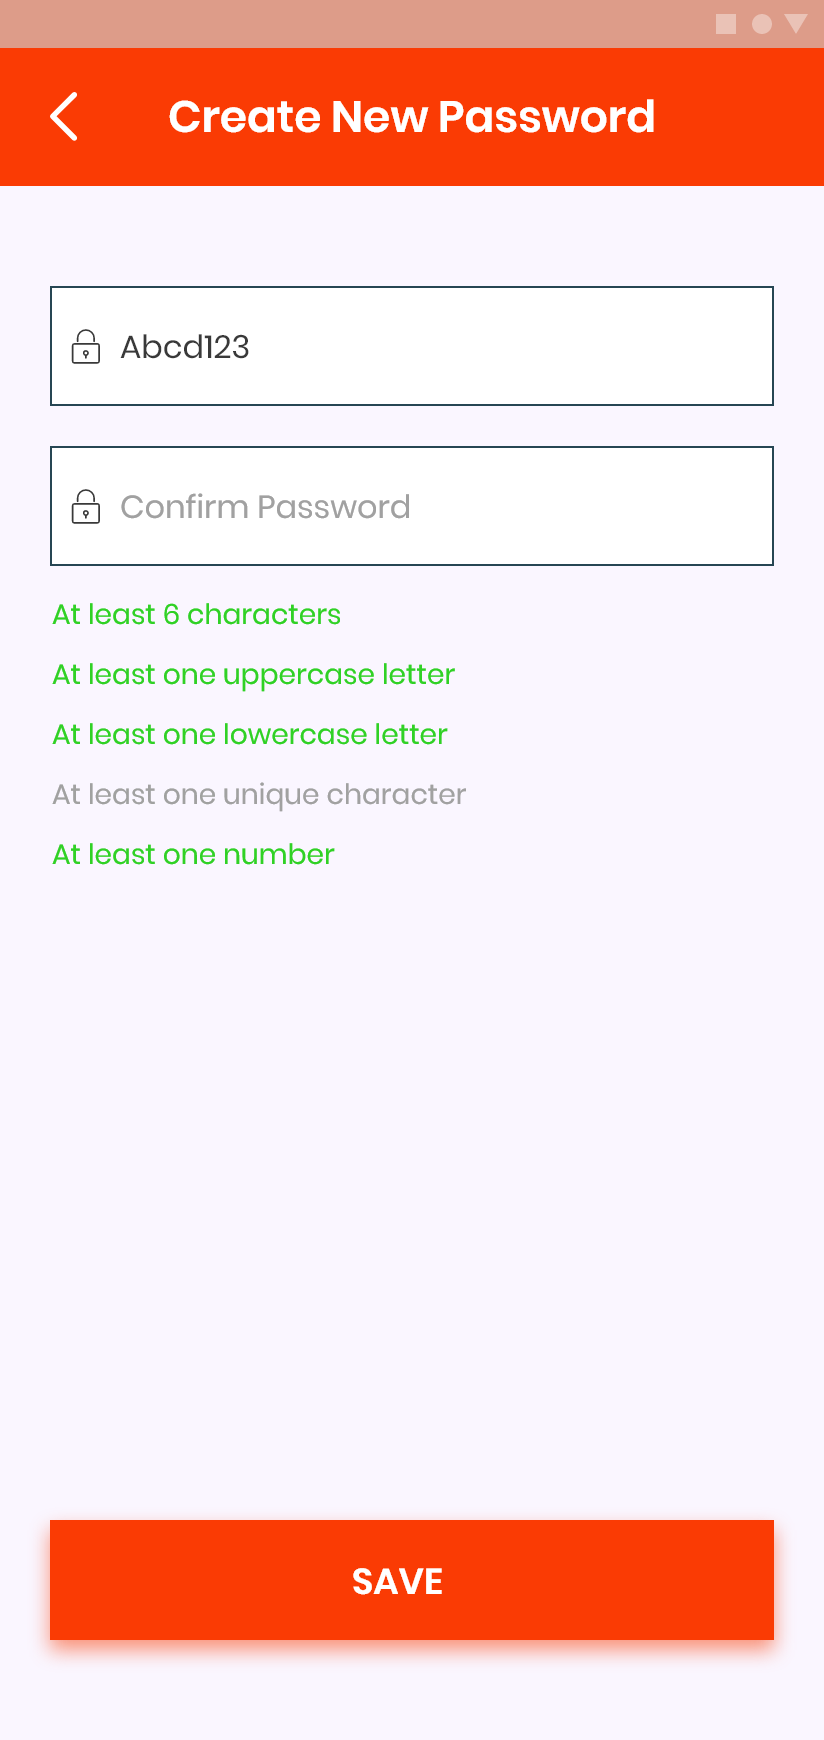 Create New Password
Abcd123
Confirm Password
At least 6 characters
At least one uppercase letter
At least one lowercase letter
At least one unique character
At least one number
SAVE